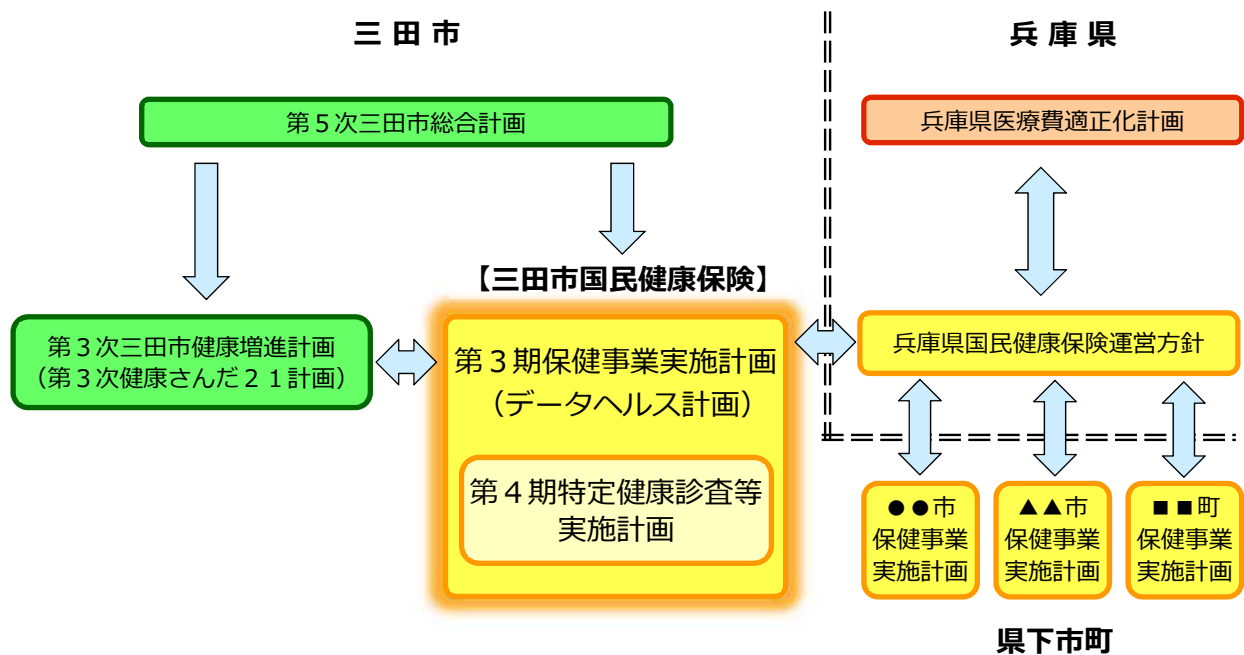 三田市
兵庫県
第５次三田市総合計画
兵庫県医療費適正化計画
【三田市国民健康保険】
第３次三田市健康増進計画
（第３次健康さんだ２１計画）
第３期保健事業実施計画
（データヘルス計画）
第４期特定健康診査等
実施計画
兵庫県国民健康保険運営方針
●●市
保健事業
実施計画
▲▲市
保健事業
実施計画
■■町
保健事業
実施計画
県下市町